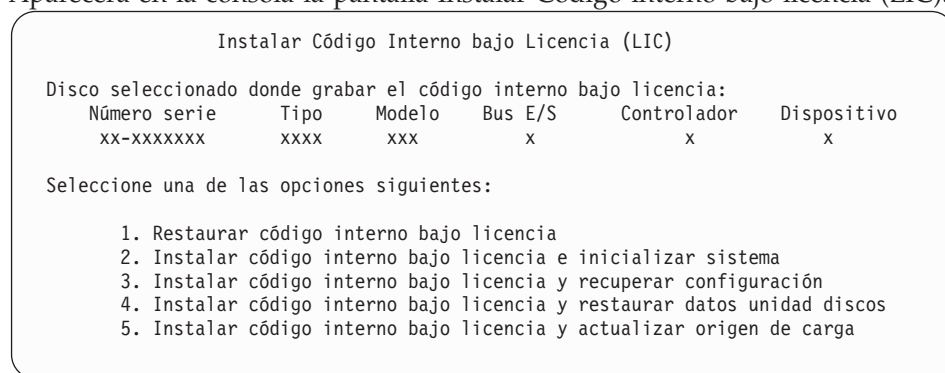 Aparecerá en la consola la pantalla Instalar Código interno bajo licencia (LIC).
Instalar Código Interno bajo Licencia (LIC)
Disco seleccionado donde grabar el código interno bajo licencia:
Número serie Tipo Modelo Bus E/S Controlador Dispositivo
xx-xxxxxxx xxxx xxx x x x
Seleccione una de las opciones siguientes:
1. Restaurar código interno bajo licencia
2. Instalar código interno bajo licencia e inicializar sistema
3. Instalar código interno bajo licencia y recuperar configuración
4. Instalar código interno bajo licencia y restaurar datos unidad discos
5. Instalar código interno bajo licencia y actualizar origen de carga